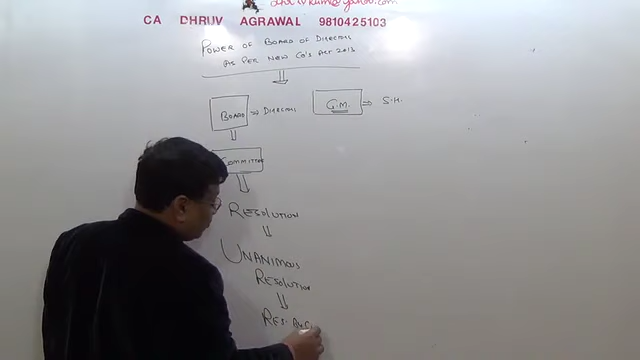 CA DHRUV AGRAWAL 9810425103
POWER OF BOARD OF DIRECTORS
AS PER NEW CO'S ACT 2013
BOARD ⇒ DIRECTORS
G.M. ⇒ S.H.
COMMITTEE
RESOLUTION
UNANIMOUS
RESOLUTION
RES.